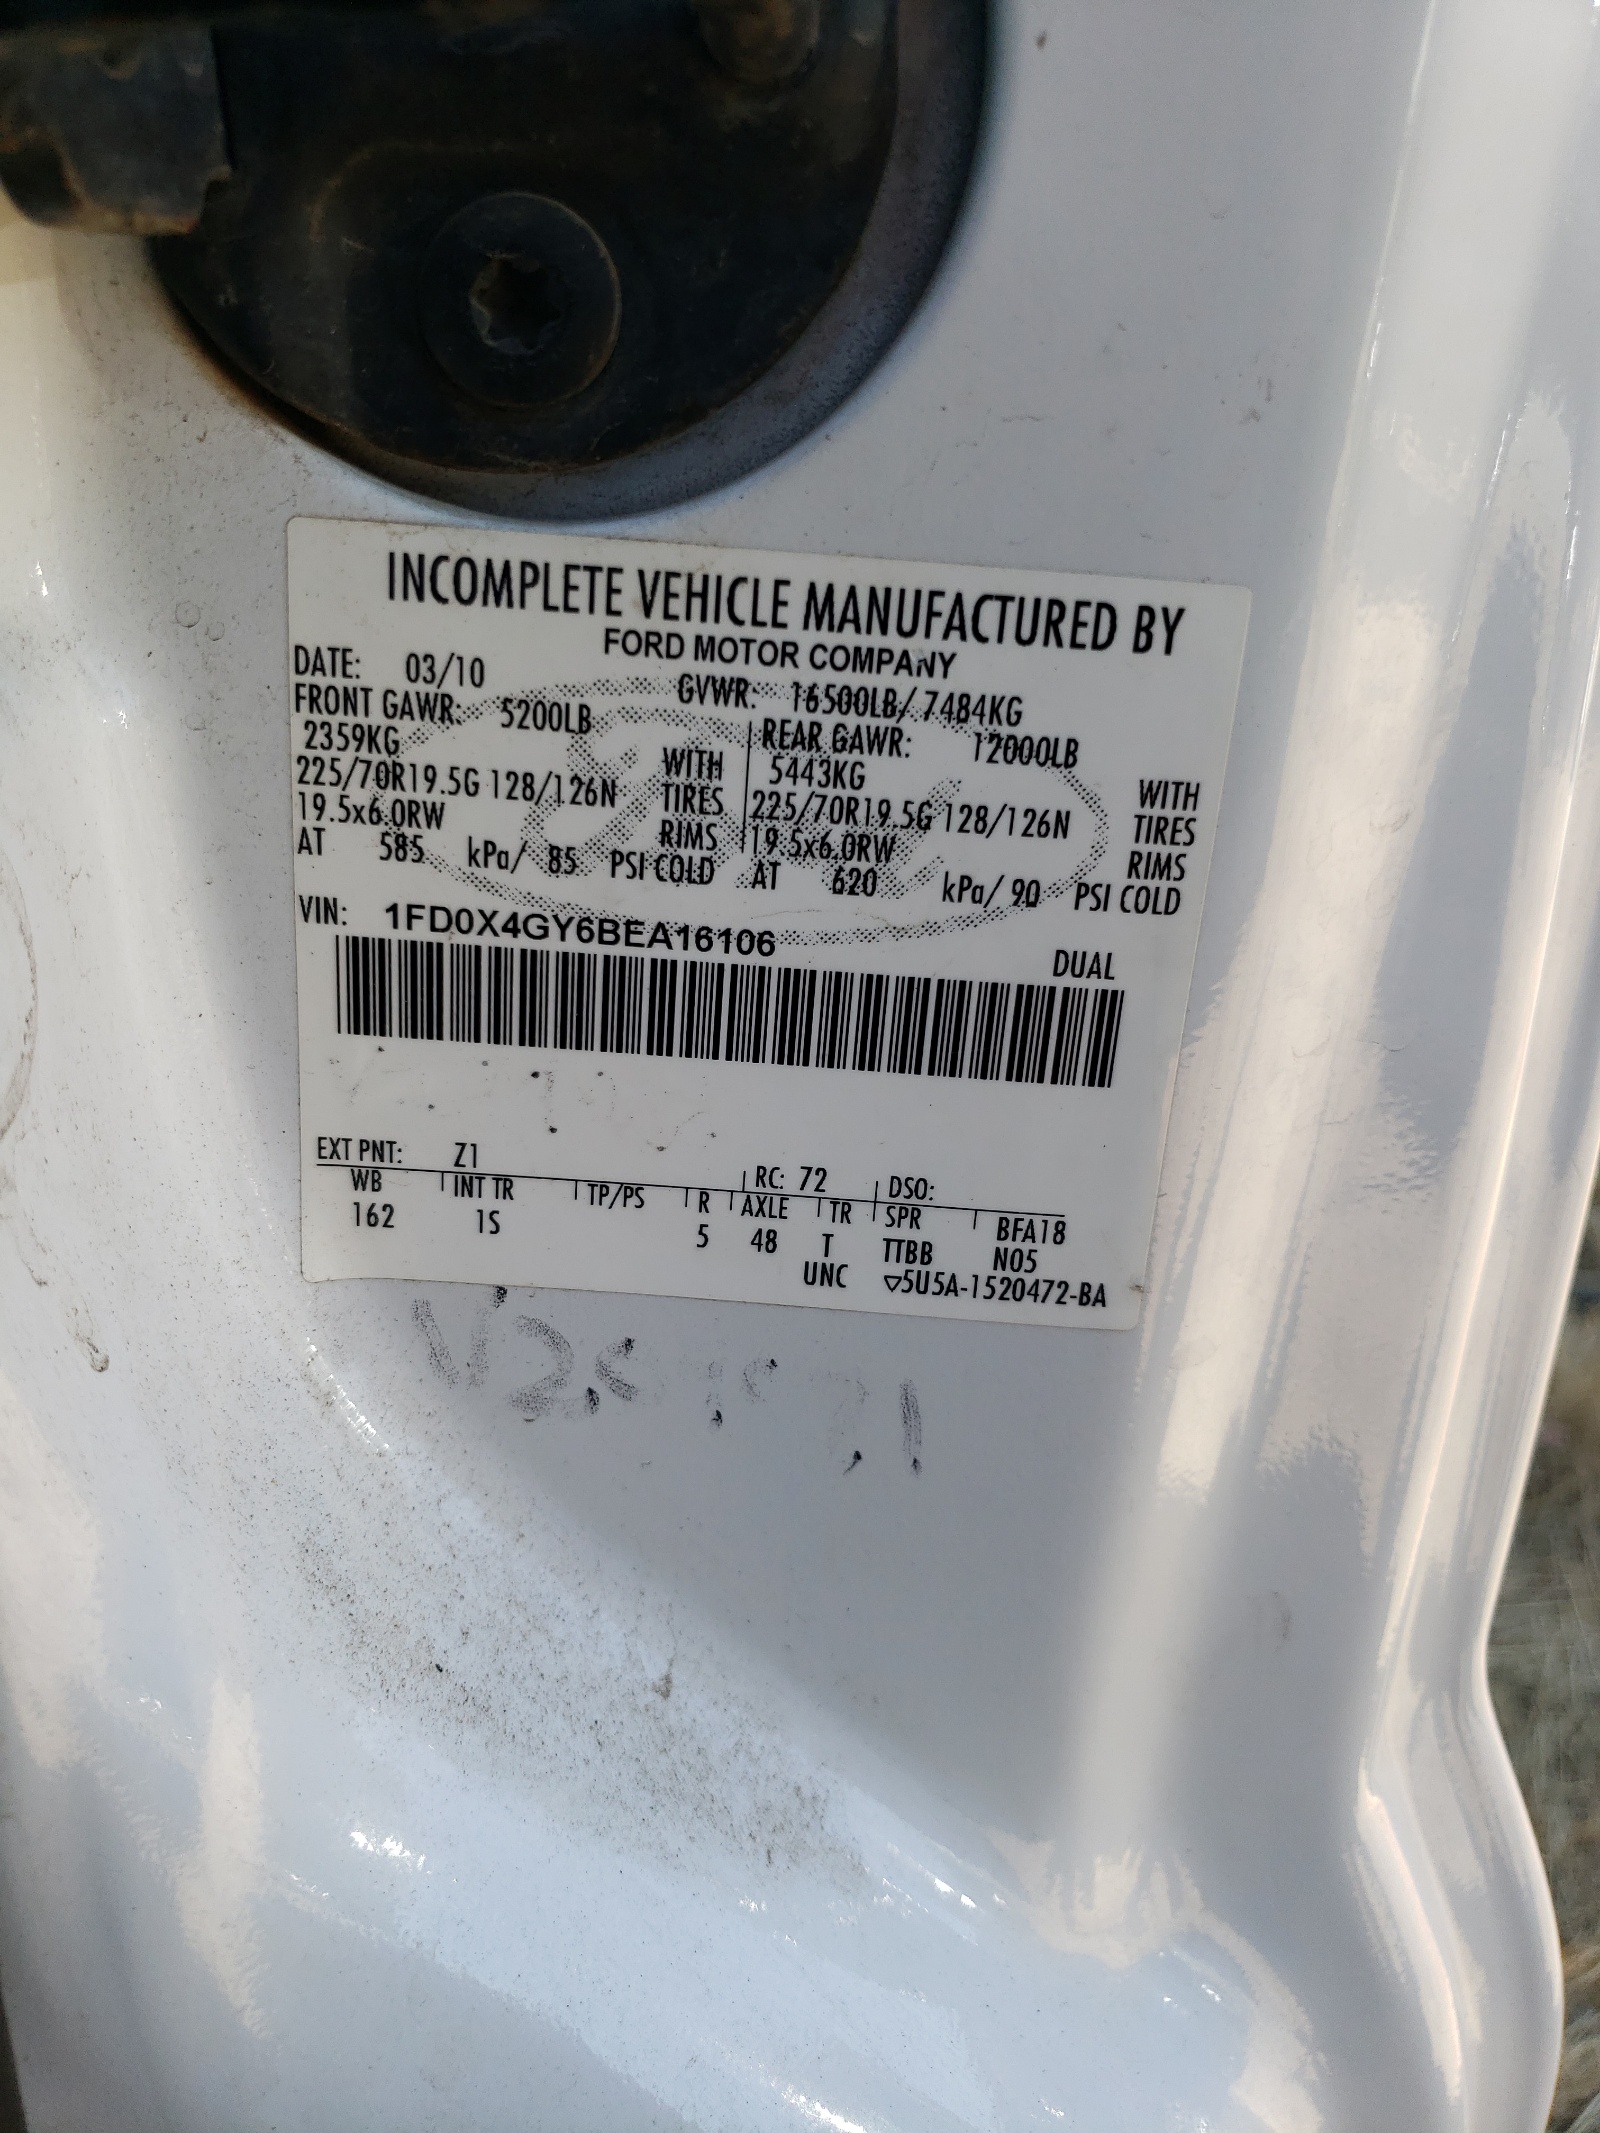 INCOMPLETE VEHICLE MANUFACTURED BY
FORD MOTOR COMPANY
DATE: 03/10 GVWR: 16500LB/ 7484KG
FRONT GAWR: 5200LB REAR GAWR: 12000LB
2359KG WITH 5443KG WITH
225/70R19.5G 128/126N TIRES 225/70R19.5G 128/126N TIRES
19.5x6.0RW RIMS 19.5x6.0RW RIMS
AT 585 kPa/ 85 PSI COLD AT 620 kPa/ 90 PSI COLD
VIN: 1FD0X4GY6BEA16106
DUAL
EXT PNT: Z1 RC: 72 DSO:
WB INT TR TP/PS R AXLE TR SPR BFA18
162 1S 5 48 T TTBB N05
UNC ▽5U5A-1520472-BA